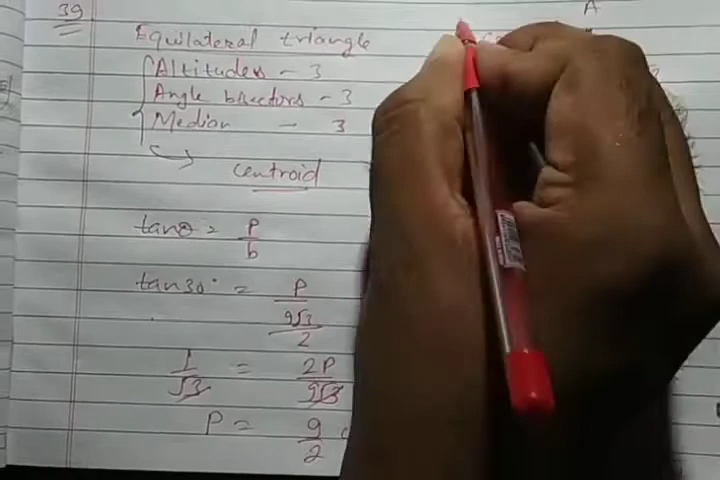 39
Equilateral triangle
Altitudes - 3
Angle bisectors - 3
Median - 3
centroid
A
tanθ = P/b
tan30° = P/(9√3/2)
1/√3 = 2P/9√3
P = 9/2